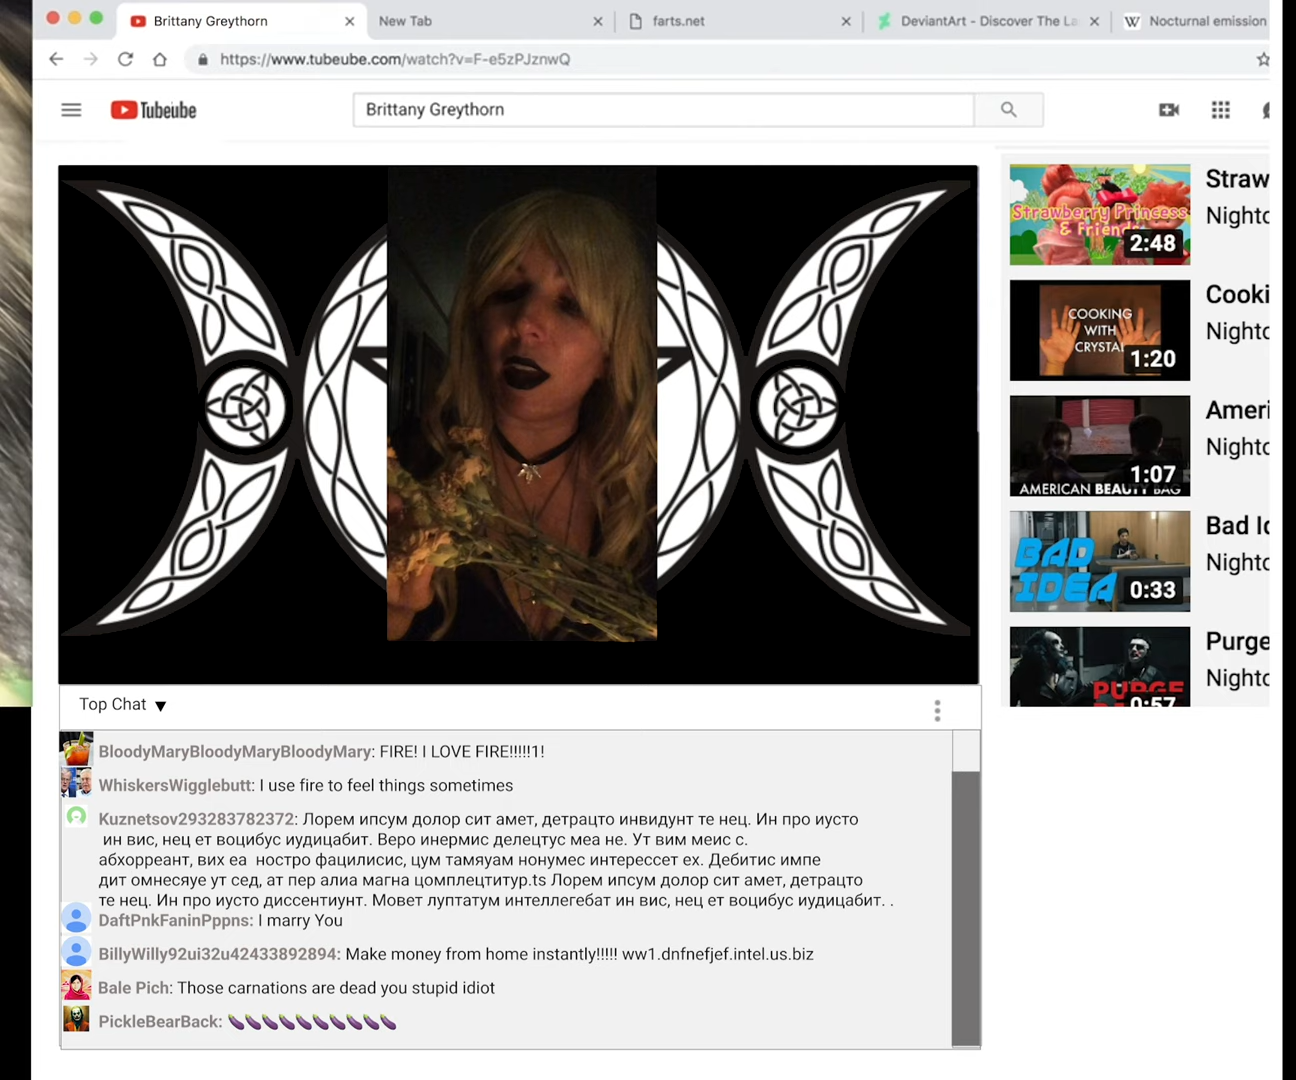 Brittany Greythorn
New Tab
farts.net
DeviantArt - Discover The La
Nocturnal emission
https://www.tubeube.com/watch?v=F-e5zPJznwQ
Tubeube
Brittany Greythorn
Strawberry Princess
& Friends
2:48
Straw
Nightc
COOKING
WITH
CRYSTAL
1:20
Cooki
Nightc
1:07
AMERICAN BEAUTY BAG
Ameri
Nightc
BAD
IDEA
0:33
Bad Id
Nightc
PURGE
0:57
Purge
Nightc
Top Chat ▼
BloodyMaryBloodyMaryBloodyMary: FIRE! I LOVE FIRE!!!!!1!
WhiskersWigglebutt: I use fire to feel things sometimes
Kuznetsov293283782372: Лорем ипсум долор сит амет, детрацто инвидунт те нец. Ин про иусто
ин вис, нец ет воцибус иудицабит. Веро инермис делецтус меа не. Ут вим меис с.
абхорреант, вих еа ностро фацилисис, цум тамяуам нонумес интерессет ех. Дебитис импе
дит омнесяуе ут сед, ат пер алиа магна цомплецтитур.ts Лорем ипсум долор сит амет, детрацто
те нец. Ин про иусто диссентиунт. Мовет луптатум интеллегебат ин вис, нец ет воцибус иудицабит. .
DaftPnkFaninPppns: I marry You
BillyWilly92ui32u42433892894: Make money from home instantly!!!!! ww1.dnfnefjef.intel.us.biz
Bale Pich: Those carnations are dead you stupid idiot
PickleBearBack: 🍆🍆🍆🍆🍆🍆🍆🍆🍆🍆